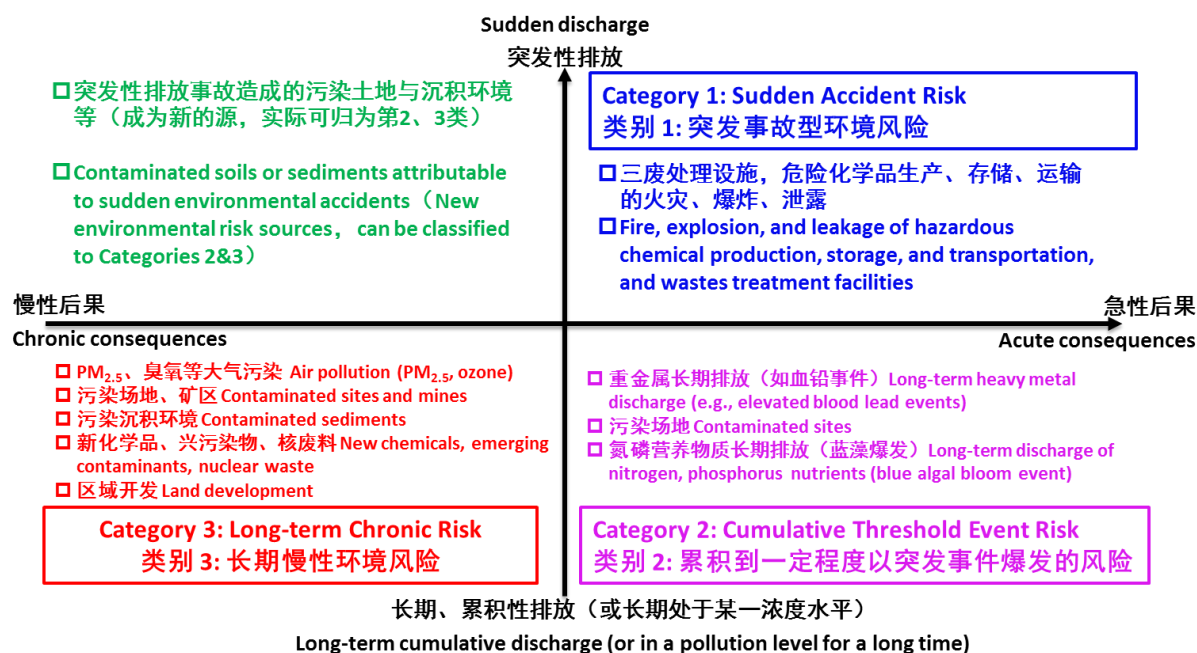 Sudden discharge
突发性排放
突发性排放事故造成的污染土地与沉积环境
等（成为新的源，实际可归为第2、3类）
Contaminated soils or sediments attributable
to sudden environmental accidents（New
environmental risk sources， can be classified
to Categories 2&3）
Category 1: Sudden Accident Risk
类别 1: 突发事故型环境风险
三废处理设施，危险化学品生产、存储、运输
的火灾、爆炸、泄露
Fire, explosion, and leakage of hazardous
chemical production, storage, and transportation,
and wastes treatment facilities
慢性后果
Chronic consequences
急性后果
Acute consequences
PM2.5、臭氧等大气污染 Air pollution (PM2.5, ozone)
污染场地、矿区 Contaminated sites and mines
污染沉积环境 Contaminated sediments
新化学品、兴污染物、核废料 New chemicals, emerging
contaminants, nuclear waste
区域开发 Land development
Category 3: Long-term Chronic Risk
类别 3: 长期慢性环境风险
重金属长期排放（如血铅事件）Long-term heavy metal
discharge (e.g., elevated blood lead events)
污染场地 Contaminated sites
氮磷营养物质长期排放（蓝藻爆发）Long-term discharge of
nitrogen, phosphorus nutrients (blue algal bloom event)
Category 2: Cumulative Threshold Event Risk
类别 2: 累积到一定程度以突发事件爆发的风险
长期、累积性排放（或长期处于某一浓度水平）
Long-term cumulative discharge (or in a pollution level for a long time)